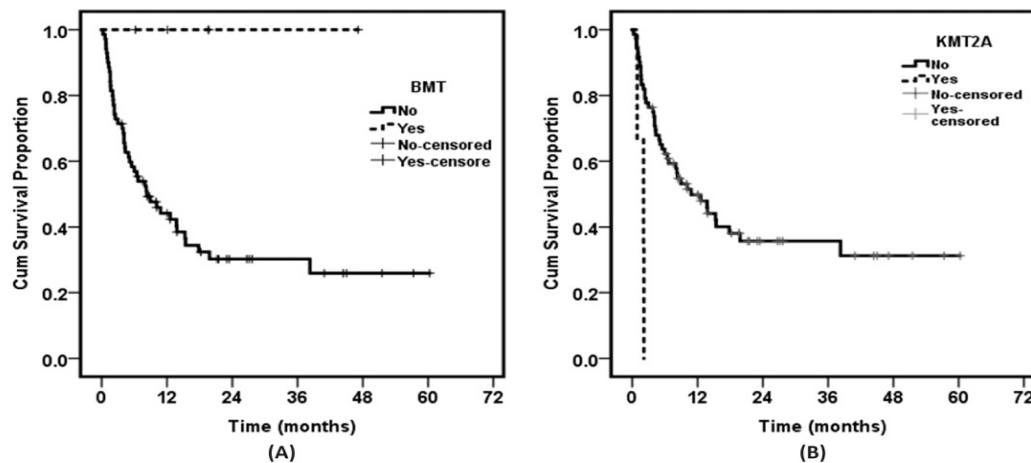 1.0
0.8
0.6
0.4
0.2
0.0
Cum Survival Proportion
BMT
No
Yes
No-censored
Yes-censore
0 12 24 36 48 60 72
Time (months)
(A)
1.0
0.8
0.6
0.4
0.2
0.0
Cum Survival Proportion
KMT2A
No
Yes
No-censored
Yes-
censored
0 12 24 36 48 60 72
Time (months)
(B)